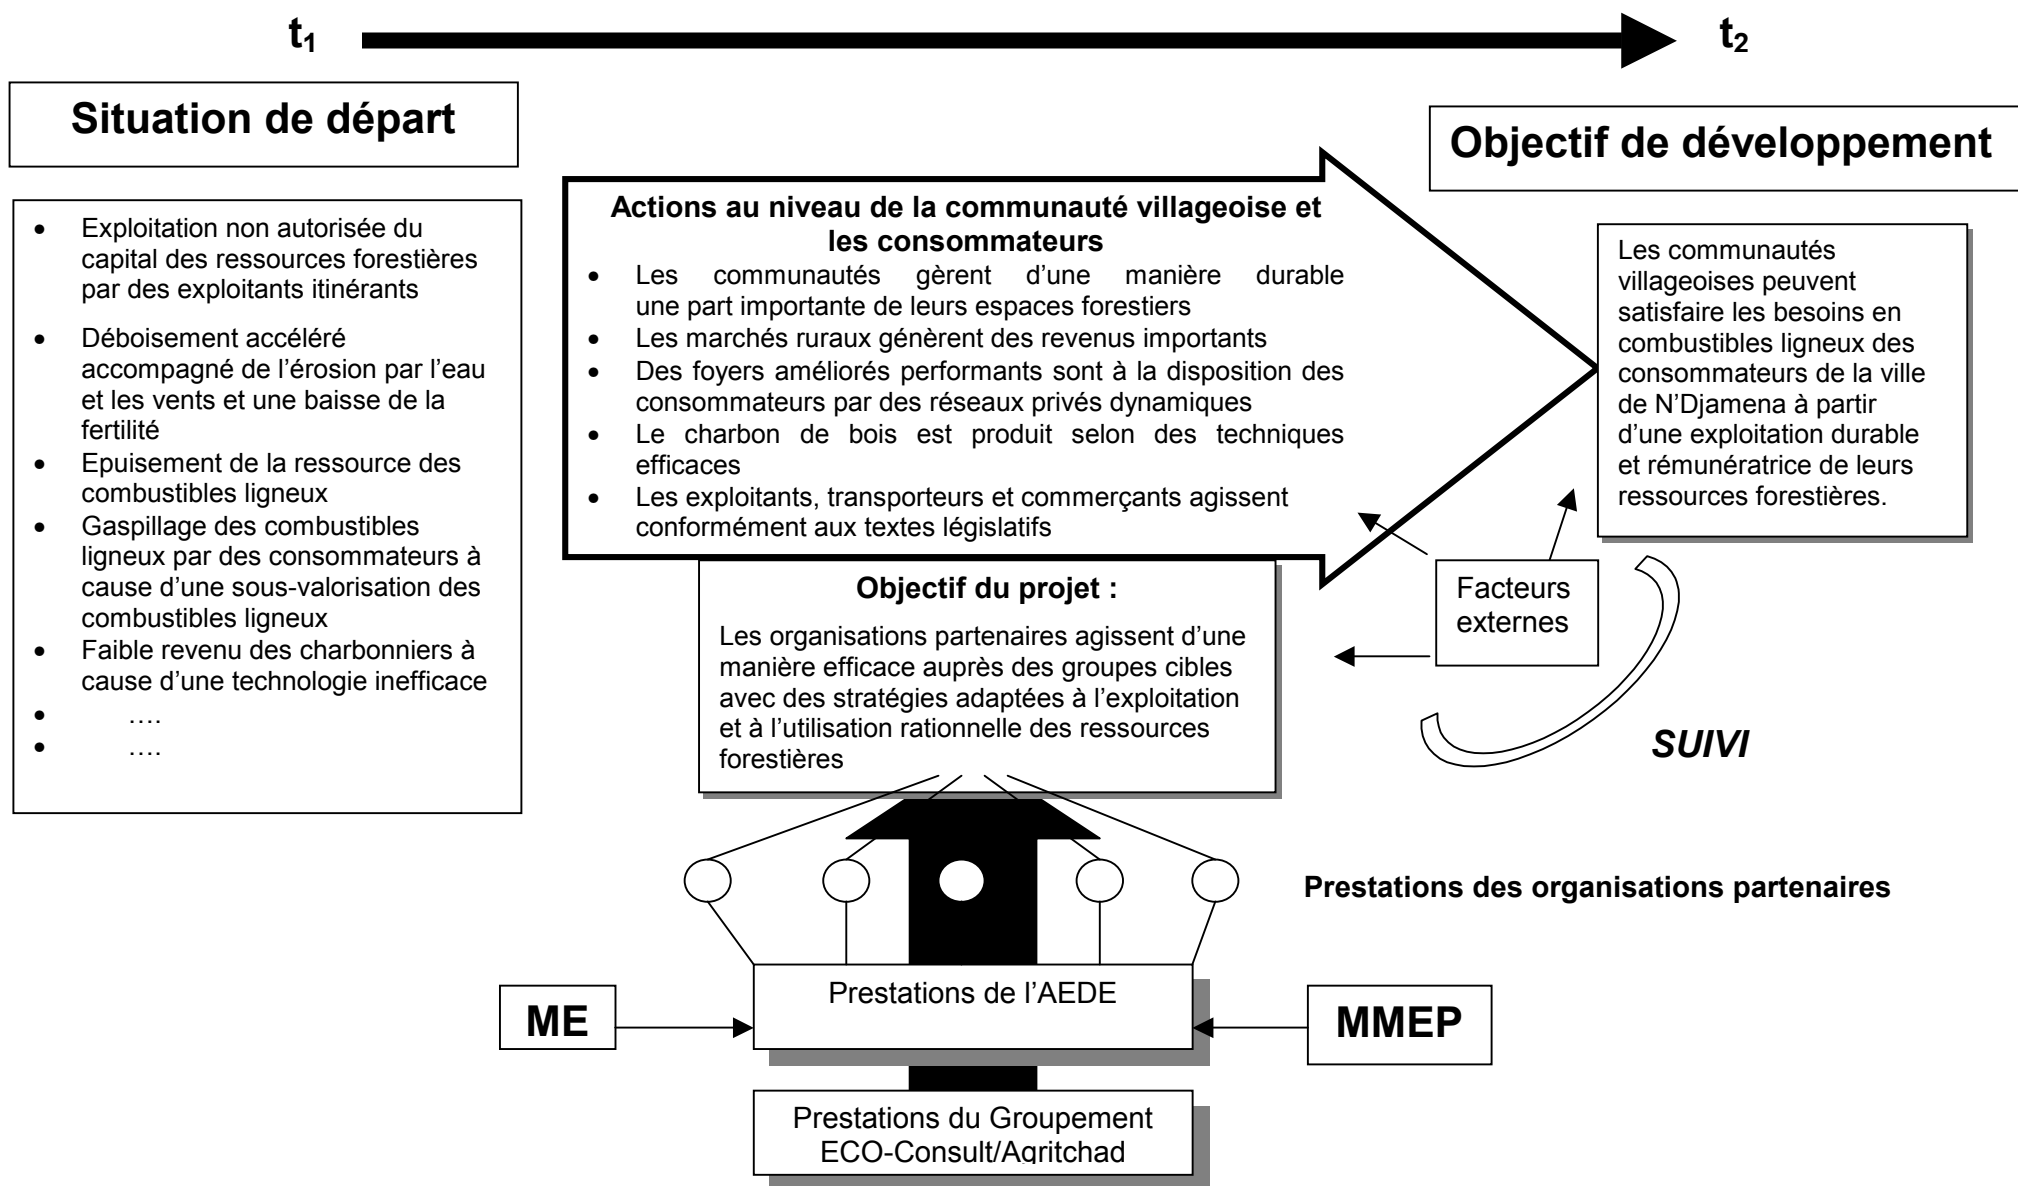 t1
t2
Situation de départ
Objectif de développement
• Exploitation non autorisée du
capital des ressources forestières
par des exploitants itinérants
• Déboisement accéléré
accompagné de l’érosion par l’eau
et les vents et une baisse de la
fertilité
• Epuisement de la ressource des
combustibles ligneux
• Gaspillage des combustibles
ligneux par des consommateurs à
cause d’une sous-valorisation des
combustibles ligneux
• Faible revenu des charbonniers à
cause d’une technologie inefficace
• ….
• ….
Actions au niveau de la communauté villageoise et
les consommateurs
• Les communautés gèrent d’une manière durable
une part importante de leurs espaces forestiers
• Les marchés ruraux génèrent des revenus importants
• Des foyers améliorés performants sont à la disposition des
consommateurs par des réseaux privés dynamiques
• Le charbon de bois est produit selon des techniques
efficaces
• Les exploitants, transporteurs et commerçants agissent
conformément aux textes législatifs
Les communautés
villageoises peuvent
satisfaire les besoins en
combustibles ligneux des
consommateurs de la ville
de N’Djamena à partir
d’une exploitation durable
et rémunératrice de leurs
ressources forestières.
Objectif du projet :
Les organisations partenaires agissent d’une
manière efficace auprès des groupes cibles
avec des stratégies adaptées à l’exploitation
et à l’utilisation rationnelle des ressources
forestières
Facteurs
externes
SUIVI
Prestations des organisations partenaires
Prestations de l’AEDE
ME
MMEP
Prestations du Groupement
ECO-Consult/Agritchad